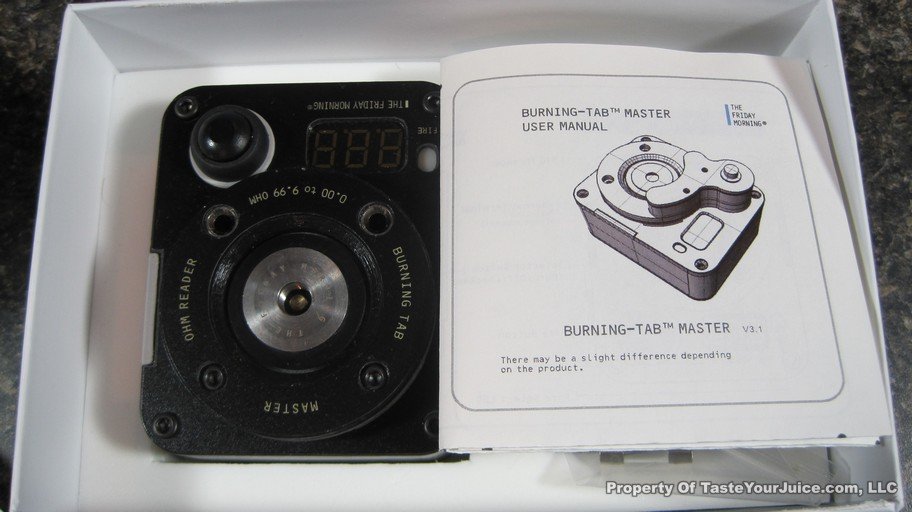 THE FRIDAY MORNING®
FIRE
0.00 to 9.99 OHM
OHM READER
BURNING TAB
MASTER
BURNING-TAB™ MASTER
USER MANUAL
THE
FRIDAY
MORNING®
BURNING-TAB™ MASTER V3.1
There may be a slight difference depending
on the product.
Property Of TasteYourJuice.com, LLC